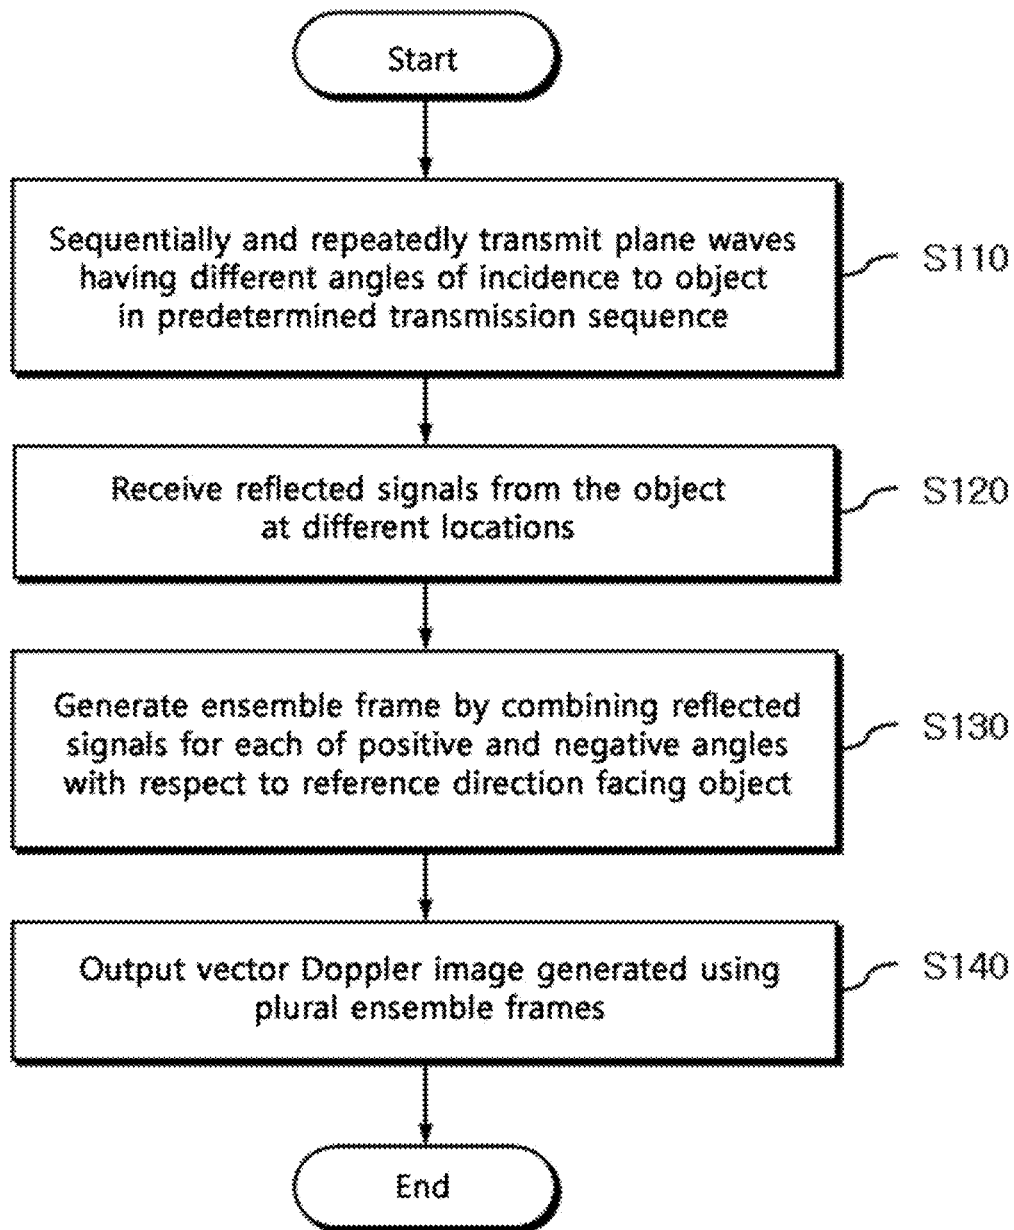 Start
Sequentially and repeatedly transmit plane waves
having different angles of incidence to object
in predetermined transmission sequence
S110
Receive reflected signals from the object
at different locations
S120
Generate ensemble frame by combining reflected
signals for each of positive and negative angles
with respect to reference direction facing object
S130
Output vector Doppler image generated using
plural ensemble frames
S140
End